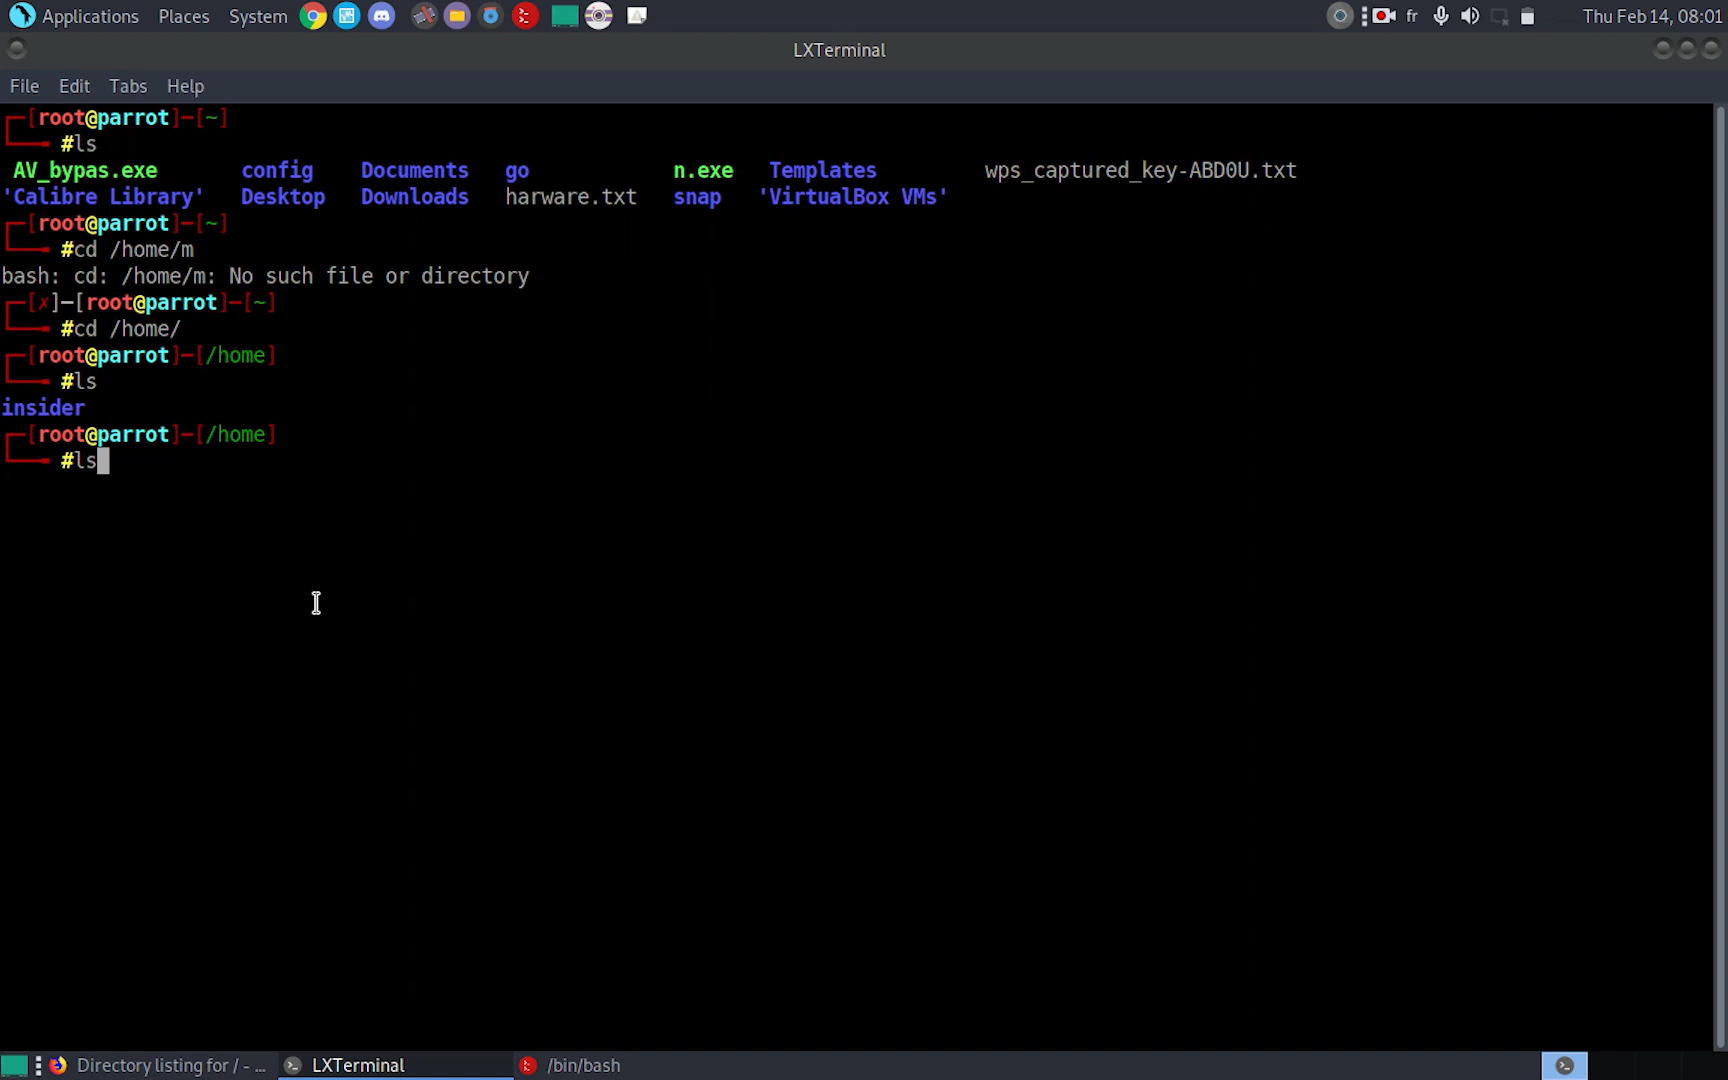 Applications Places System fr Thu Feb 14, 08:01
LXTerminal
File Edit Tabs Help
[root@parrot]─[~]
#ls
AV_bypas.exe config Documents go n.exe Templates wps_captured_key-ABD0U.txt
'Calibre Library' Desktop Downloads harware.txt snap 'VirtualBox VMs'
[root@parrot]─[~]
#cd /home/m
bash: cd: /home/m: No such file or directory
[✗]─[root@parrot]─[~]
#cd /home/
[root@parrot]─[/home]
#ls
insider
[root@parrot]─[/home]
#ls
Directory listing for / - ... LXTerminal /bin/bash